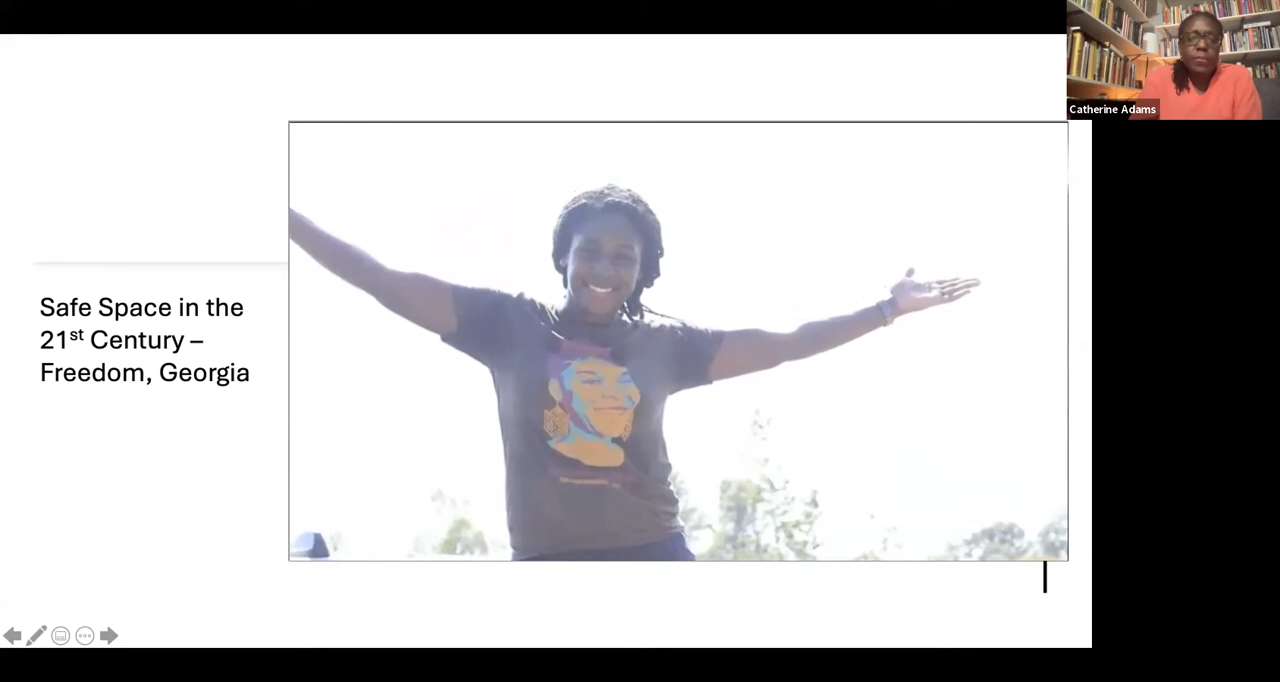 Catherine Adams
Safe Space in the
21st Century –
Freedom, Georgia